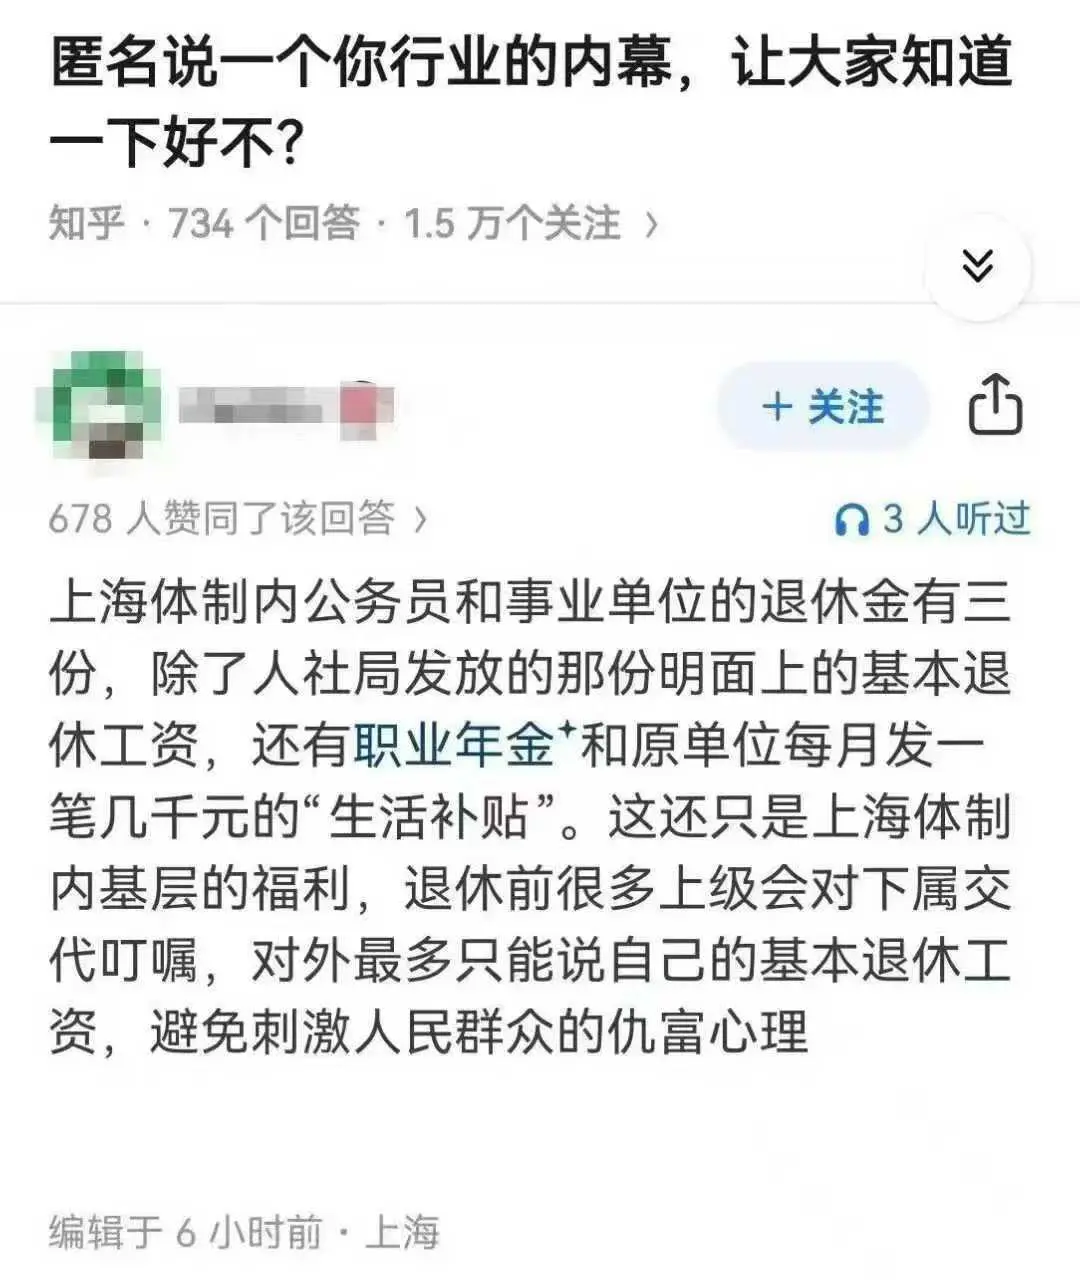 匿名说一个你行业的内幕，让大家知道
一下好不？
知乎 · 734 个回答 · 1.5 万个关注 >
+ 关注
678 人赞同了该回答 >
3 人听过
上海体制内公务员和事业单位的退休金有三
份，除了人社局发放的那份明面上的基本退
休工资，还有职业年金和原单位每月发一
笔几千元的“生活补贴”。这还只是上海体制
内基层的福利，退休前很多上级会对下属交
代叮嘱，对外最多只能说自己的基本退休工
资，避免刺激人民群众的仇富心理
编辑于 6 小时前 · 上海